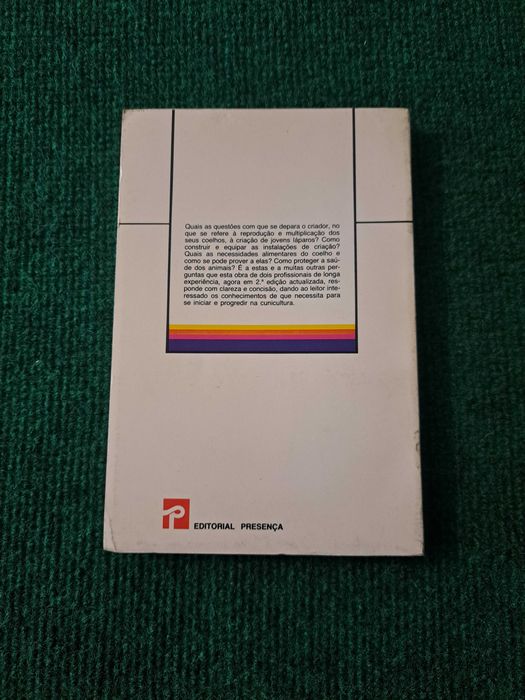 Quais as questões com que se depara o criador, no
que se refere à reprodução e multiplicação dos
seus coelhos, à criação de jovens láparos? Como
construir e equipar as instalações de criação?
Quais as necessidades alimentares do coelho e
como se pode prover a elas? Como proteger a saú-
de dos animais? É a estas e a muitas outras per-
guntas que esta obra de dois profissionais de longa
experiência, agora em 2.ª edição actualizada, res-
ponde com clareza e concisão, dando ao leitor inte-
ressado os conhecimentos de que necessita para
se iniciar e progredir na cunicultura.
EDITORIAL PRESENÇA